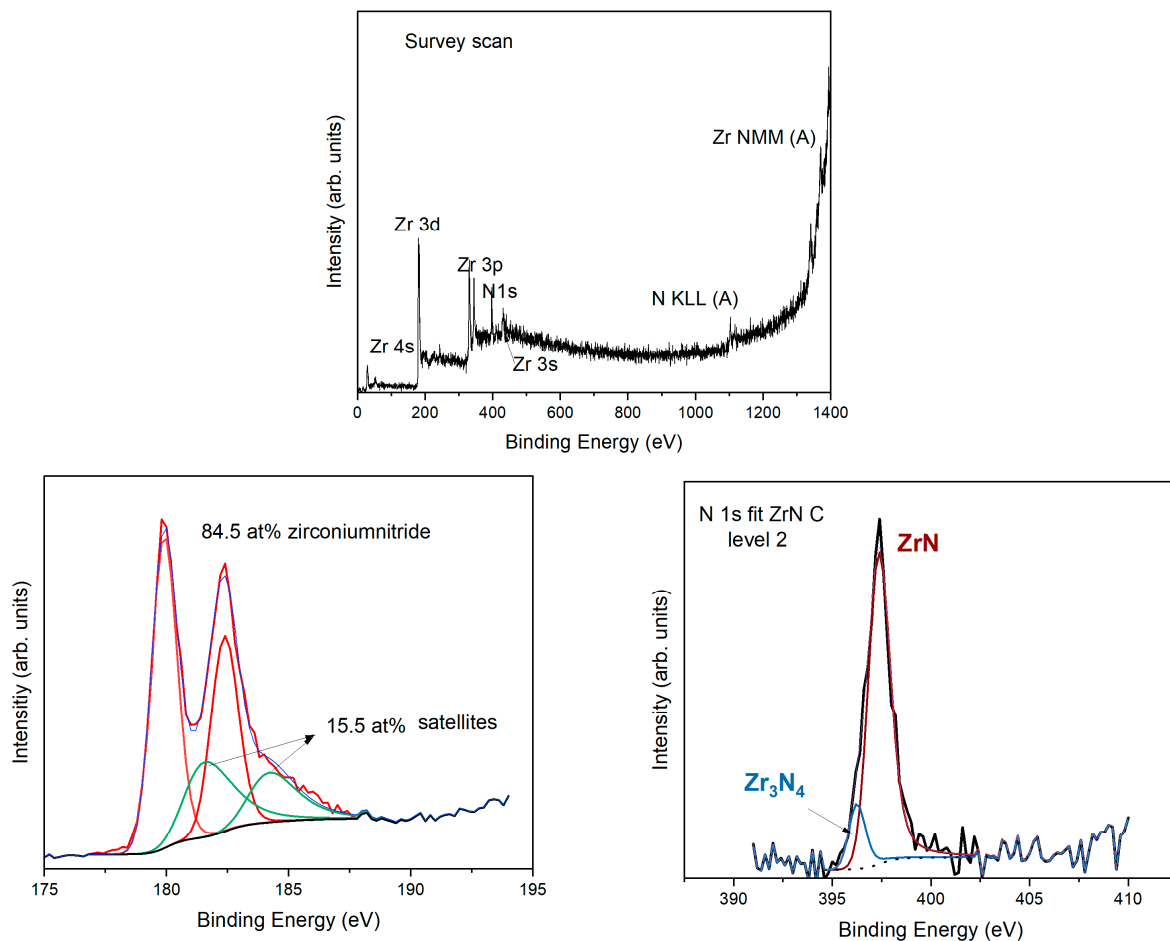 Survey scan
Intensity (arb. units)
Zr NMM (A)
Zr 3d
Zr 3p
N1s
N KLL (A)
Zr 4s
Zr 3s
0 200 400 600 800 1000 1200 1400
Binding Energy (eV)
84.5 at% zirconiumnitride
Intensitiy (arb. units)
15.5 at% satellites
175 180 185 190 195
Binding Energy (eV)
N 1s fit ZrN C
level 2
ZrN
Intensity (arb. units)
Zr₃N₄
390 395 400 405 410
Binding Energy (eV)